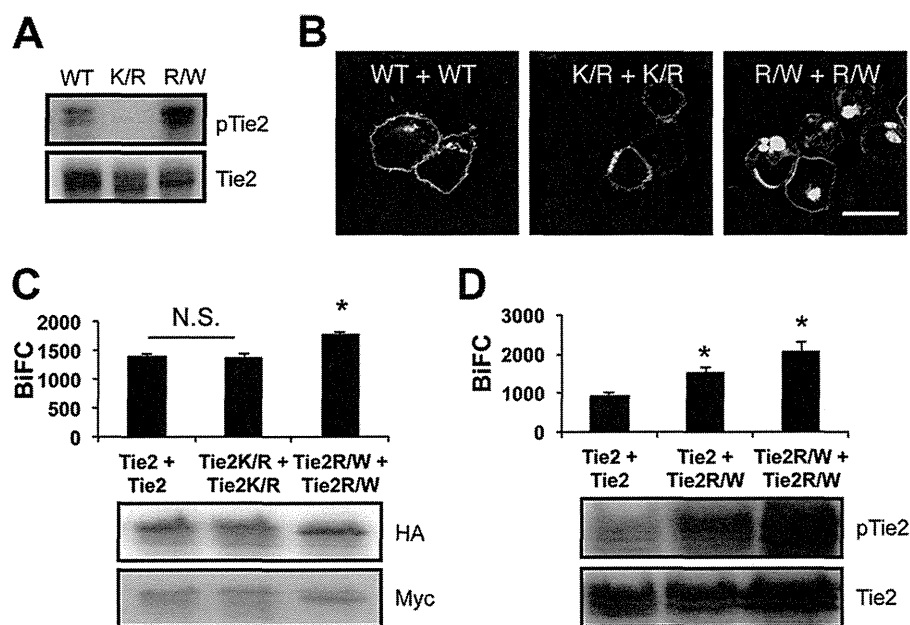 A
WT K/R R/W
pTie2
Tie2
B
WT + WT
K/R + K/R
R/W + R/W
C
N.S.
*
2000
1500
1000
500
0
BiFC
Tie2 + Tie2
Tie2K/R + Tie2K/R
Tie2R/W + Tie2R/W
HA
Myc
D
*
*
3000
2000
1000
0
BiFC
Tie2 + Tie2
Tie2 + Tie2R/W
Tie2R/W + Tie2R/W
pTie2
Tie2